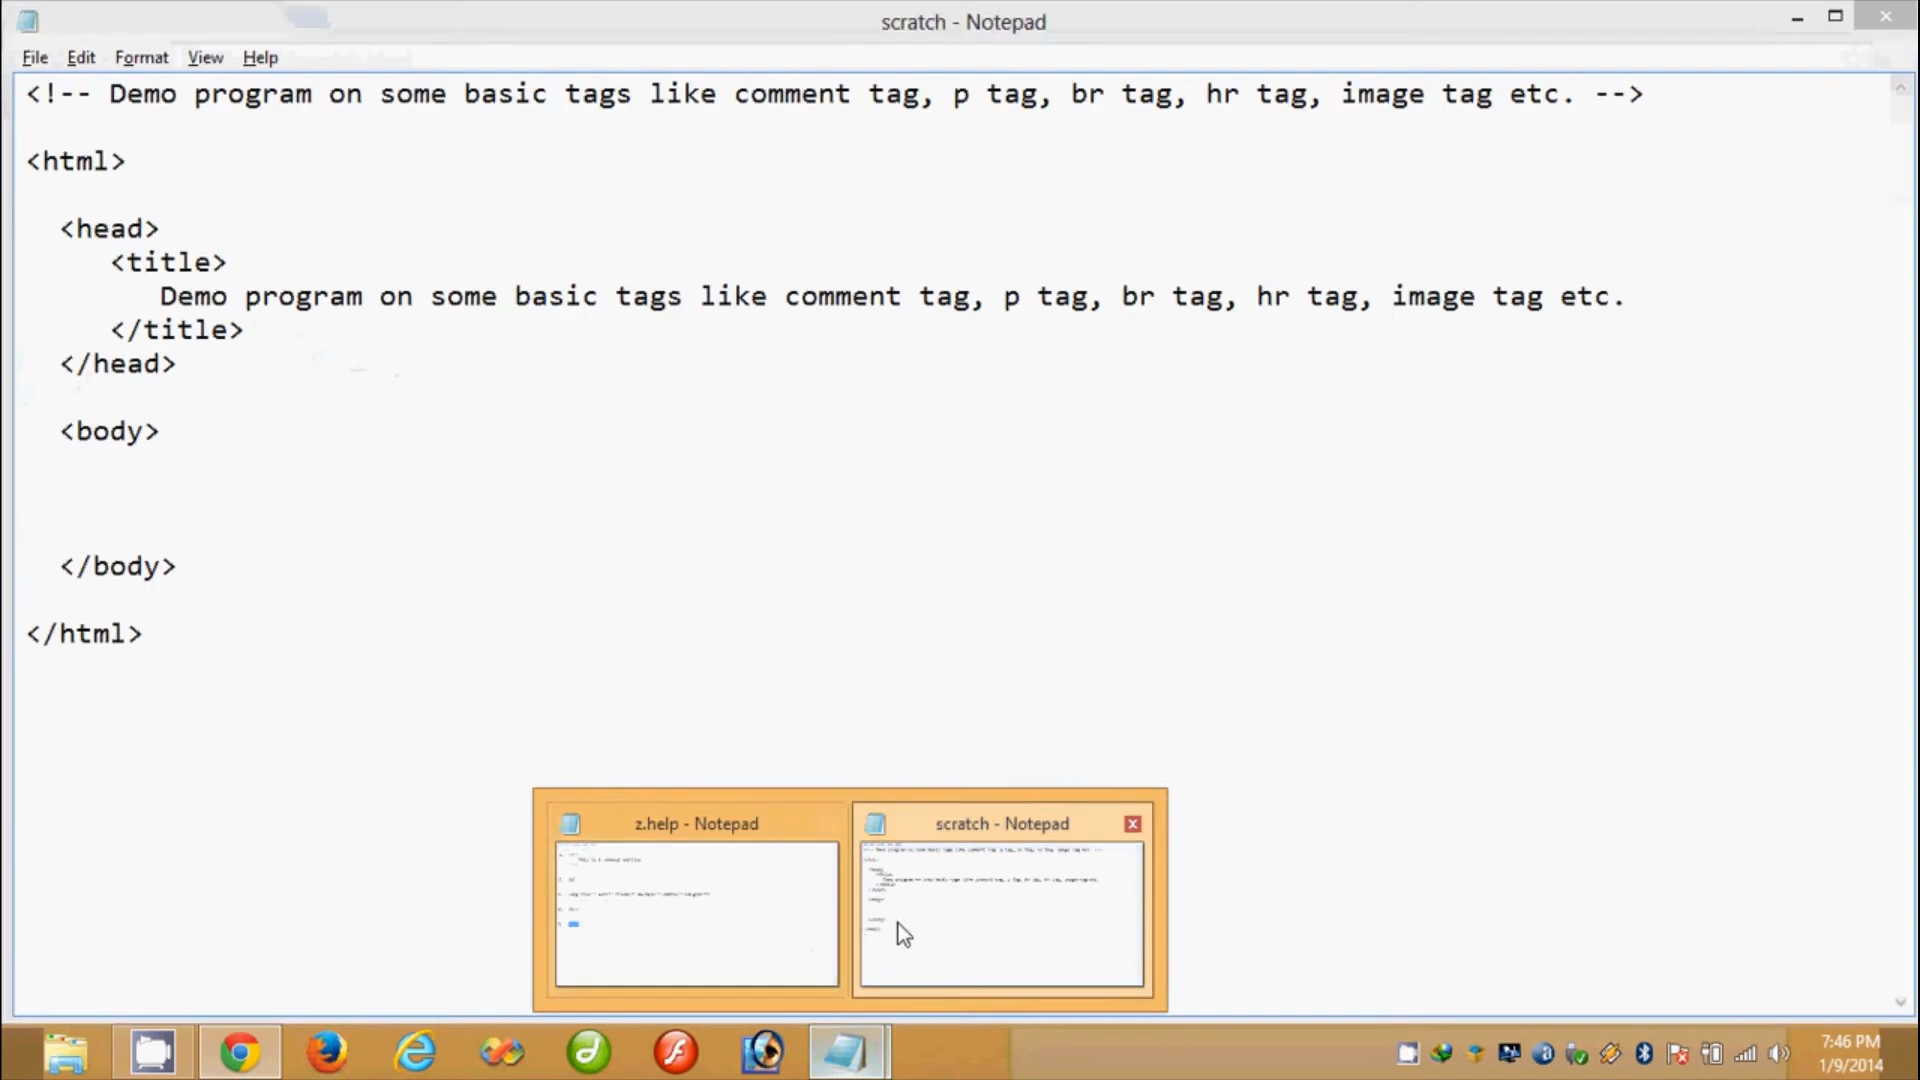 scratch - Notepad
File Edit Format View Help
<!-- Demo program on some basic tags like comment tag, p tag, br tag, hr tag, image tag etc. -->
<html>
<head>
<title>
Demo program on some basic tags like comment tag, p tag, br tag, hr tag, image tag etc.
</title>
</head>
<body>
</body>
</html>
z.help - Notepad
scratch - Notepad
7:46 PM
1/9/2014